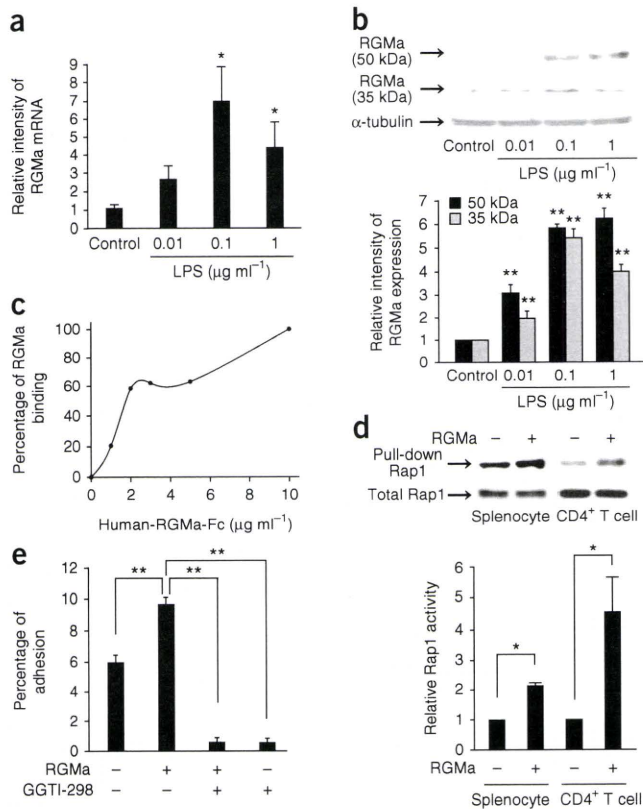 a
Relative intensity of
RGMa mRNA
9
8
7
6
5
4
3
2
1
0
*
*
Control 0.01 0.1 1
LPS (µg ml⁻¹)
b
RGMa
(50 kDa)
RGMa
(35 kDa)
α-tubulin
Control 0.01 0.1 1
LPS (µg ml⁻¹)
Relative intensity of
RGMa expression
7
6
5
4
3
2
1
0
50 kDa
35 kDa
** ** ** ** ** **
Control 0.01 0.1 1
LPS (µg ml⁻¹)
c
Percentage of RGMa
binding
100
80
60
40
20
0
0 2 4 6 8 10
Human-RGMa-Fc (µg ml⁻¹)
d
RGMa – + – +
Pull-down
Rap1
Total Rap1
Splenocyte CD4⁺ T cell
Relative Rap1 activity
6
5
4
3
2
1
0
*
*
RGMa – + – +
Splenocyte CD4⁺ T cell
e
Percentage of
adhesion
12
10
8
6
4
2
0
**
** **
RGMa – + + –
GGTI-298 – – + +